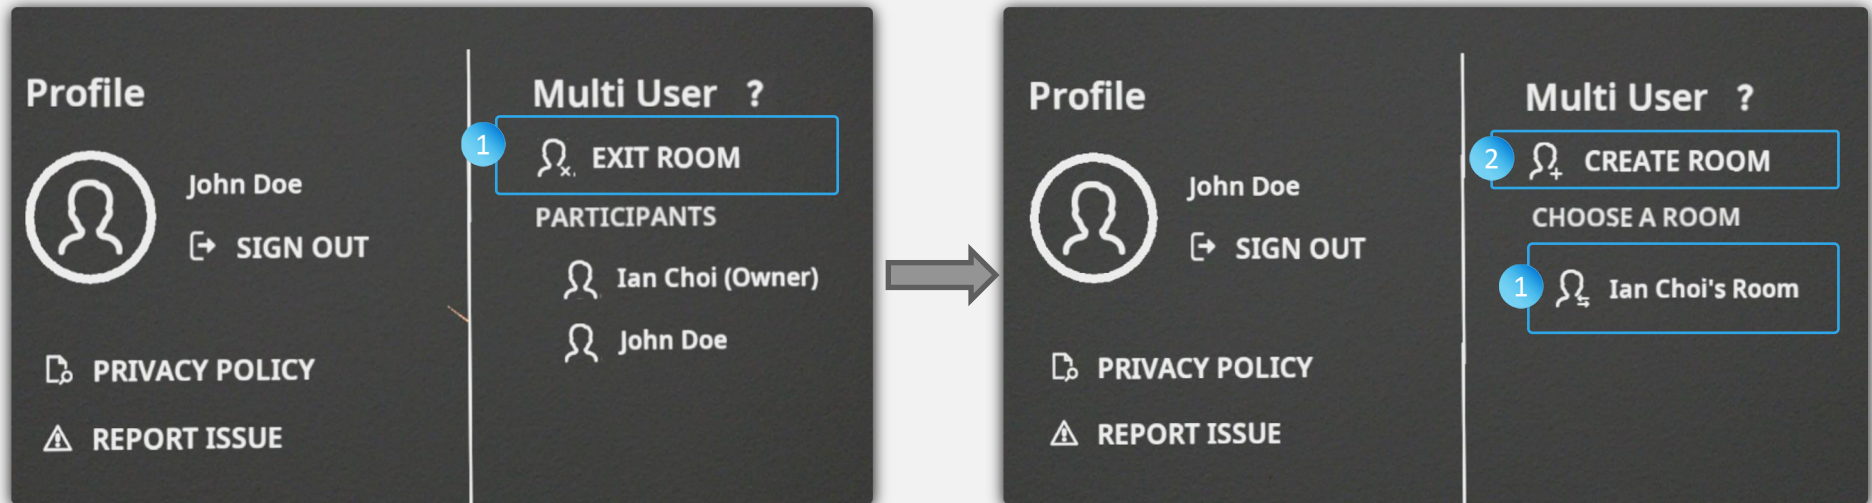 Profile
John Doe
SIGN OUT
PRIVACY POLICY
REPORT ISSUE
Multi User ?
1
EXIT ROOM
PARTICIPANTS
Ian Choi (Owner)
John Doe
Profile
John Doe
SIGN OUT
PRIVACY POLICY
REPORT ISSUE
Multi User ?
2
CREATE ROOM
CHOOSE A ROOM
1
Ian Choi's Room